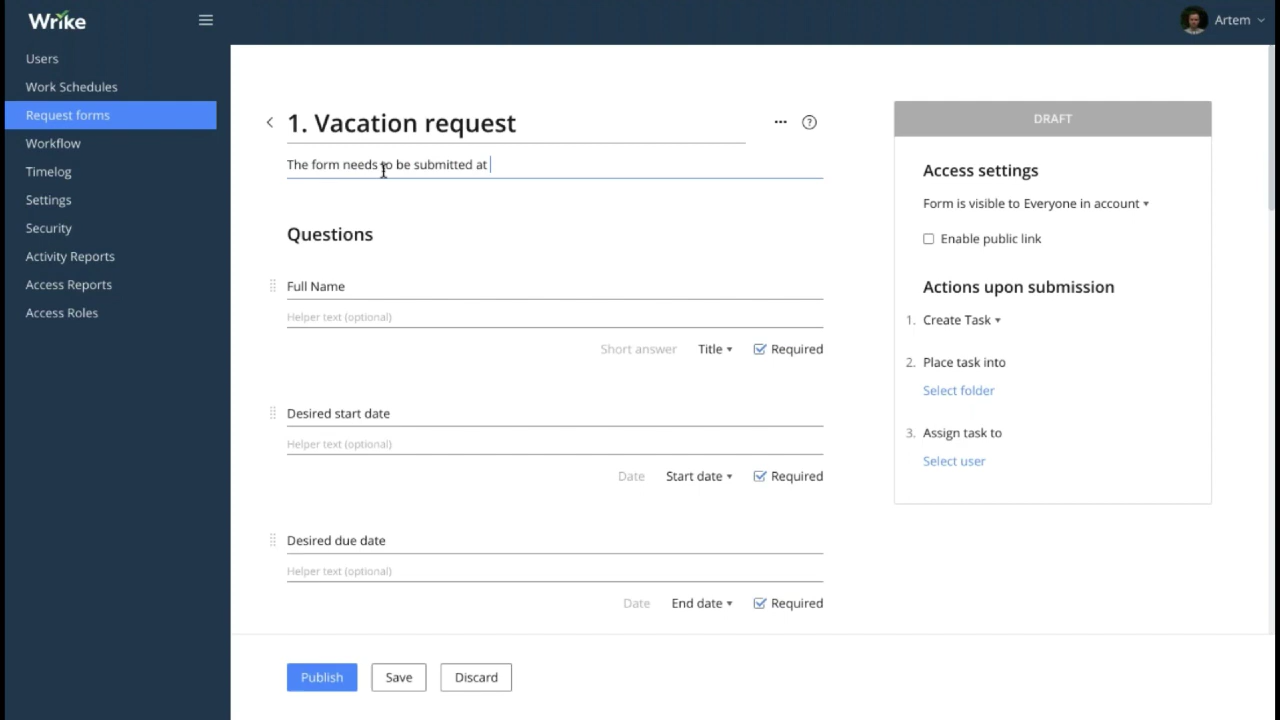 Wrike
Artem
Users
Work Schedules
Request forms
Workflow
Timelog
Settings
Security
Activity Reports
Access Reports
Access Roles
1. Vacation request
The form needs to be submitted at
Questions
Full Name
Helper text (optional)
Short answer Title Required
Desired start date
Helper text (optional)
Date Start date Required
Desired due date
Helper text (optional)
Date End date Required
Publish Save Discard
DRAFT
Access settings
Form is visible to Everyone in account
Enable public link
Actions upon submission
1. Create Task
2. Place task into
Select folder
3. Assign task to
Select user